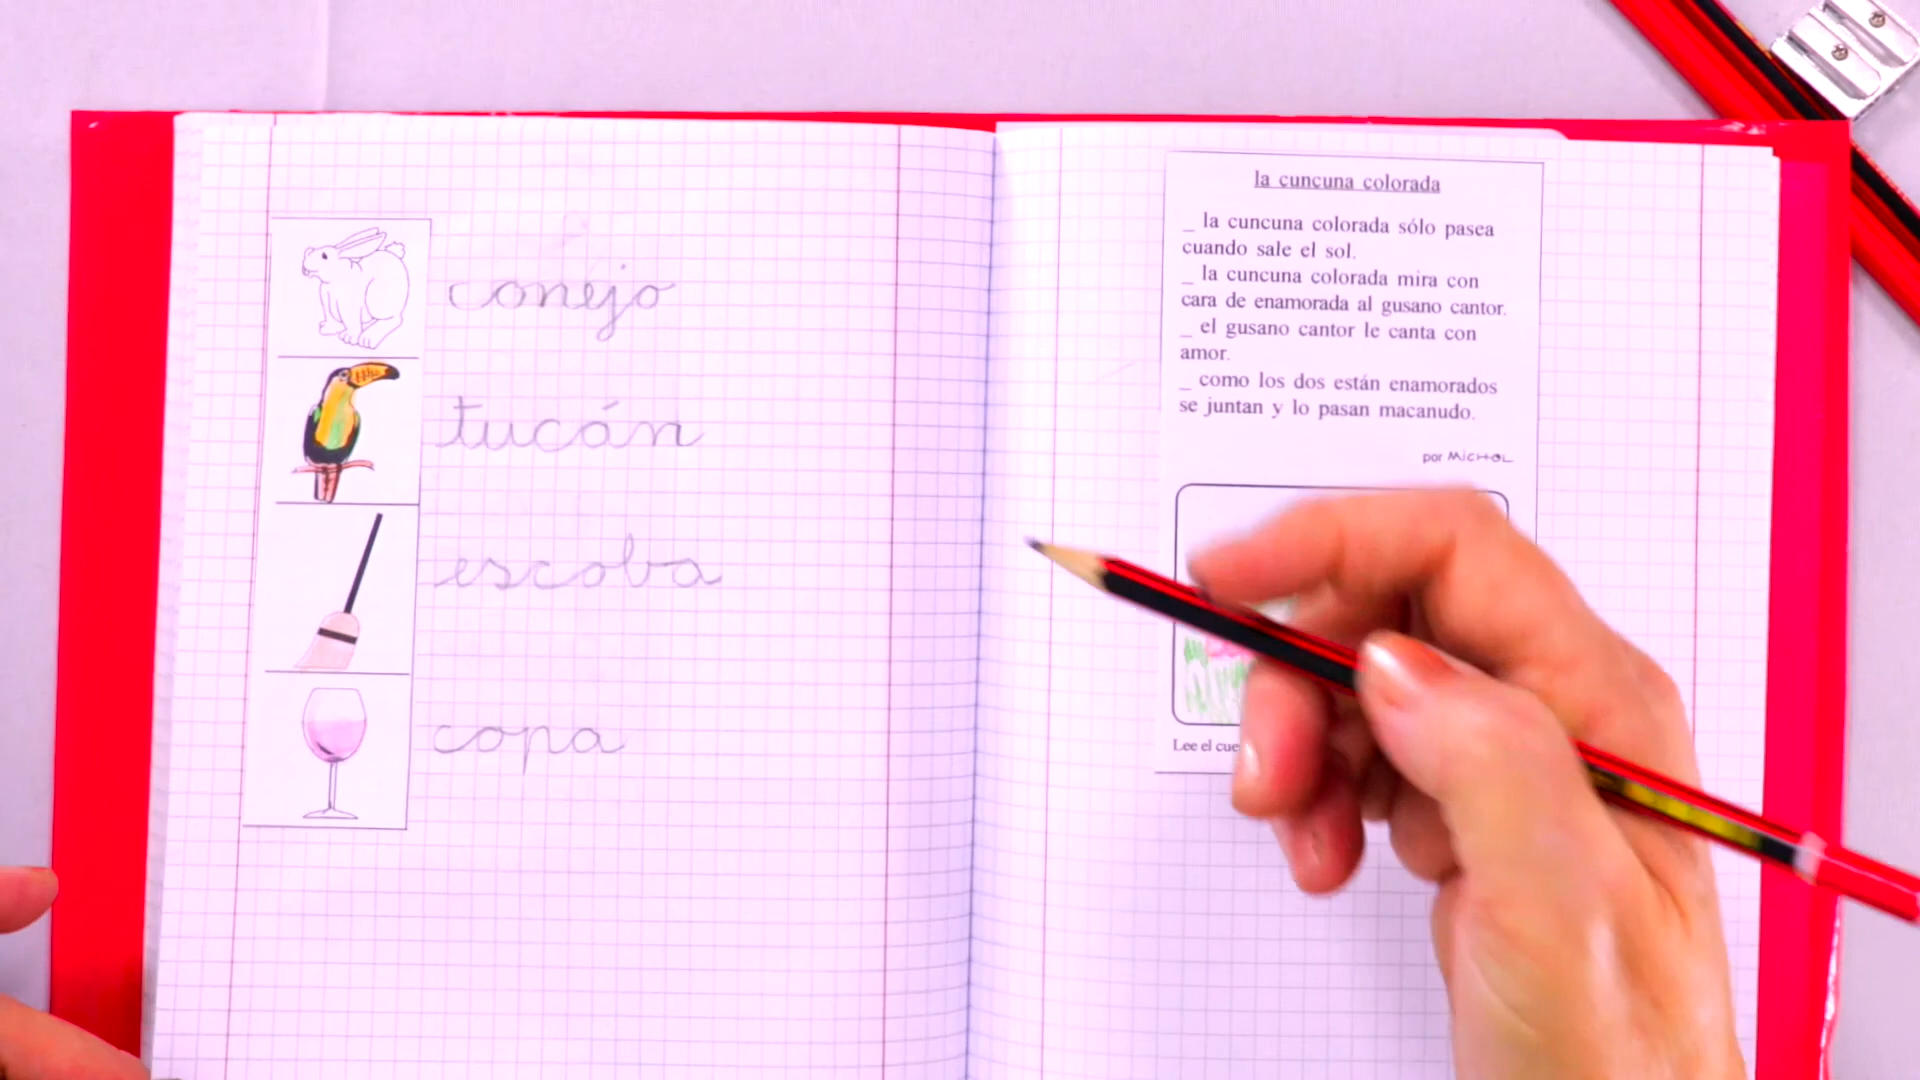 conejo
tucán
escoba
copa
la cuncuna colorada
_ la cuncuna colorada sólo pasea
cuando sale el sol.
_ la cuncuna colorada mira con
cara de enamorada al gusano cantor.
_ el gusano cantor le canta con
amor.
_ como los dos están enamorados
se juntan y lo pasan macanudo.
por MICHOL
Lee el